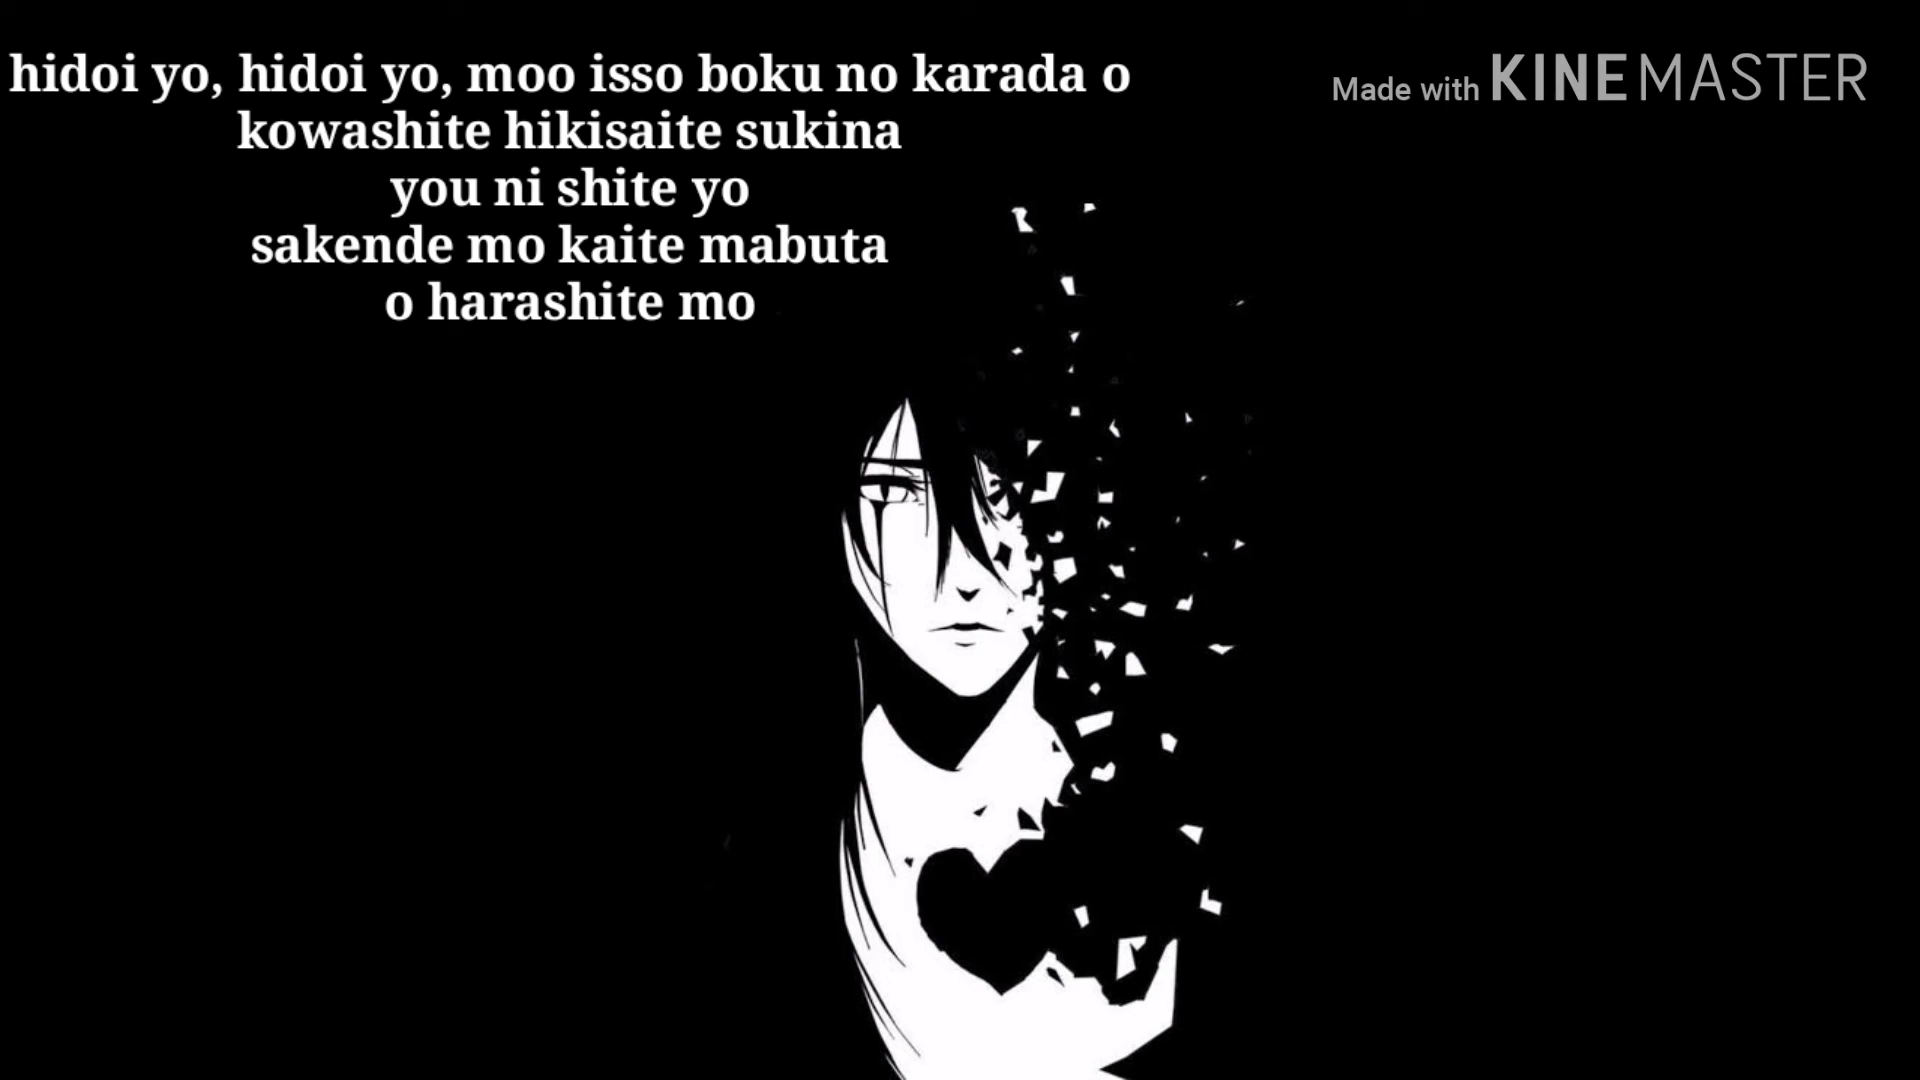 hidoi yo, hidoi yo, moo isso boku no karada o
kowashite hikisaite sukina
you ni shite yo
sakende mo kaite mabuta
o harashite mo
Made with KINEMASTER